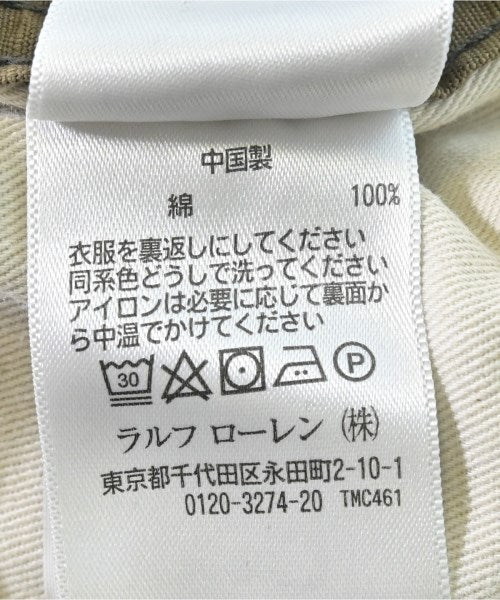 中国製
綿 100%
衣服を裏返しにしてください
同系色どうしで洗ってください
アイロンは必要に応じて裏面か
ら中温でかけてください
30 P
ラルフ ローレン (株)
東京都千代田区永田町2-10-1
0120-3274-20 TMC461